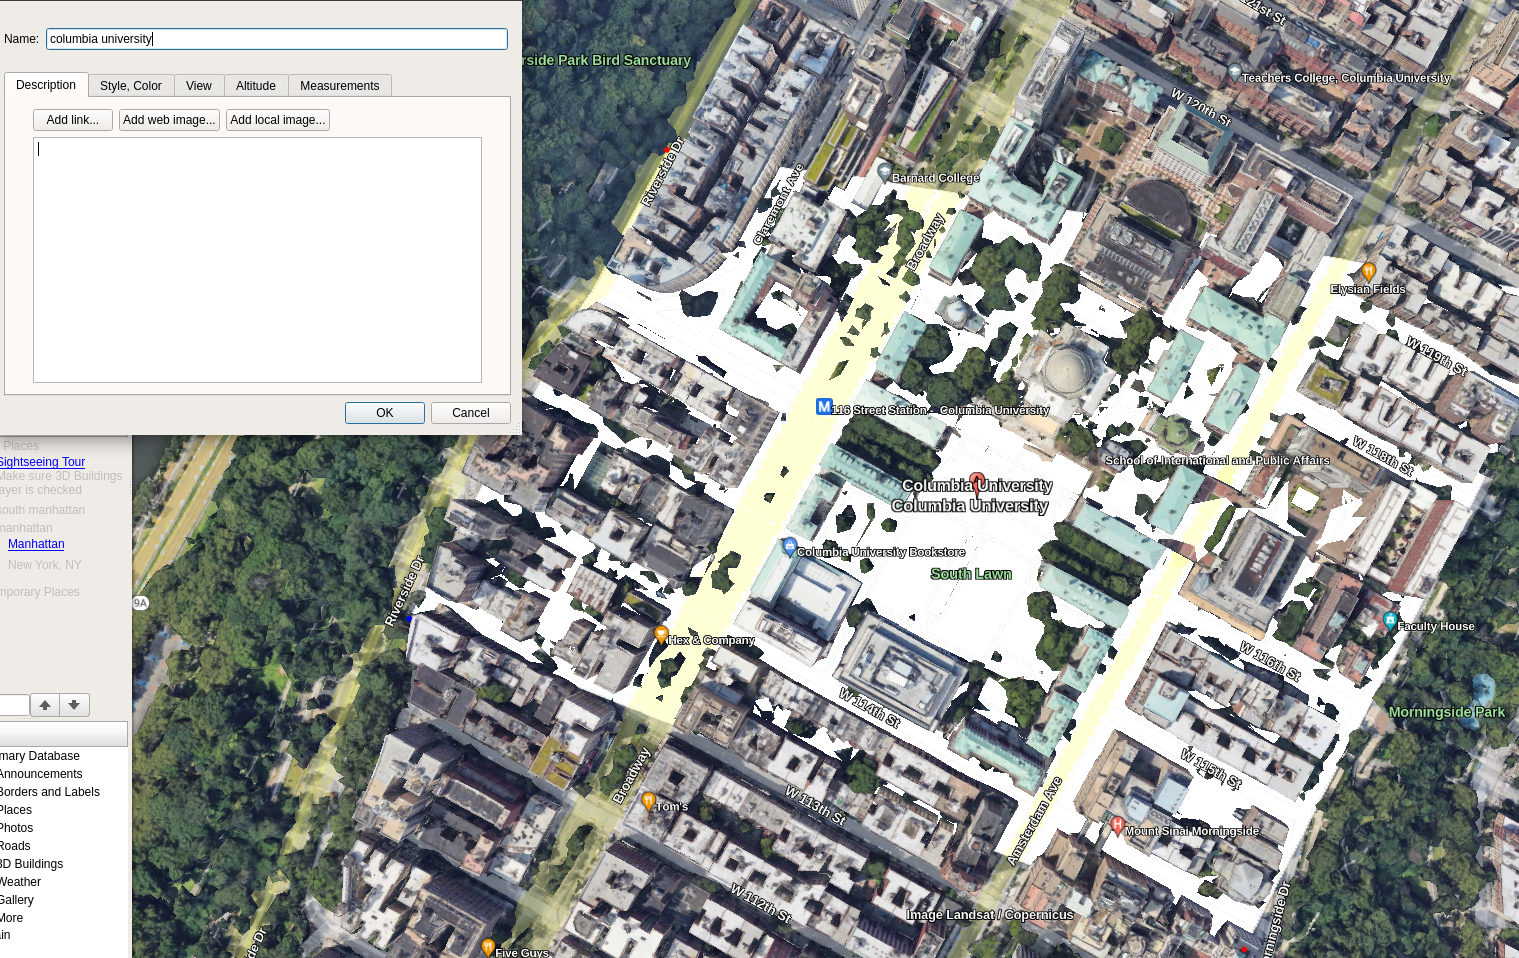 Name: columbia university
Description
Style, Color
View
Altitude
Measurements
Add link...
Add web image...
Add local image...
OK
Cancel
Places
Sightseeing Tour
Make sure 3D Buildings
ayer is checked
south manhattan
manhattan
Manhattan
New York, NY
mporary Places
mary Database
Announcements
Borders and Labels
Places
Photos
Roads
3D Buildings
Weather
Gallery
More
in
rside Park Bird Sanctuary
121st St
Teachers College, Columbia University
W 120th St
Riverside Dr
Barnard College
Claremont Ave
Broadway
Elysian Fields
W 119th St
M
116 Street Station - Columbia University
W 118th St
School of International and Public Affairs
Columbia University
Columbia University
Columbia University Bookstore
South Lawn
Riverside Dr
9A
Hex & Company
Faculty House
W 116th St
W 114th St
Morningside Park
W 115th St
Broadway
Tom's
W 113th St
Amsterdam Ave
H
Mount Sinai Morningside
W 112th St
Image Landsat / Copernicus
rningside Dr
de Dr
Five Guys